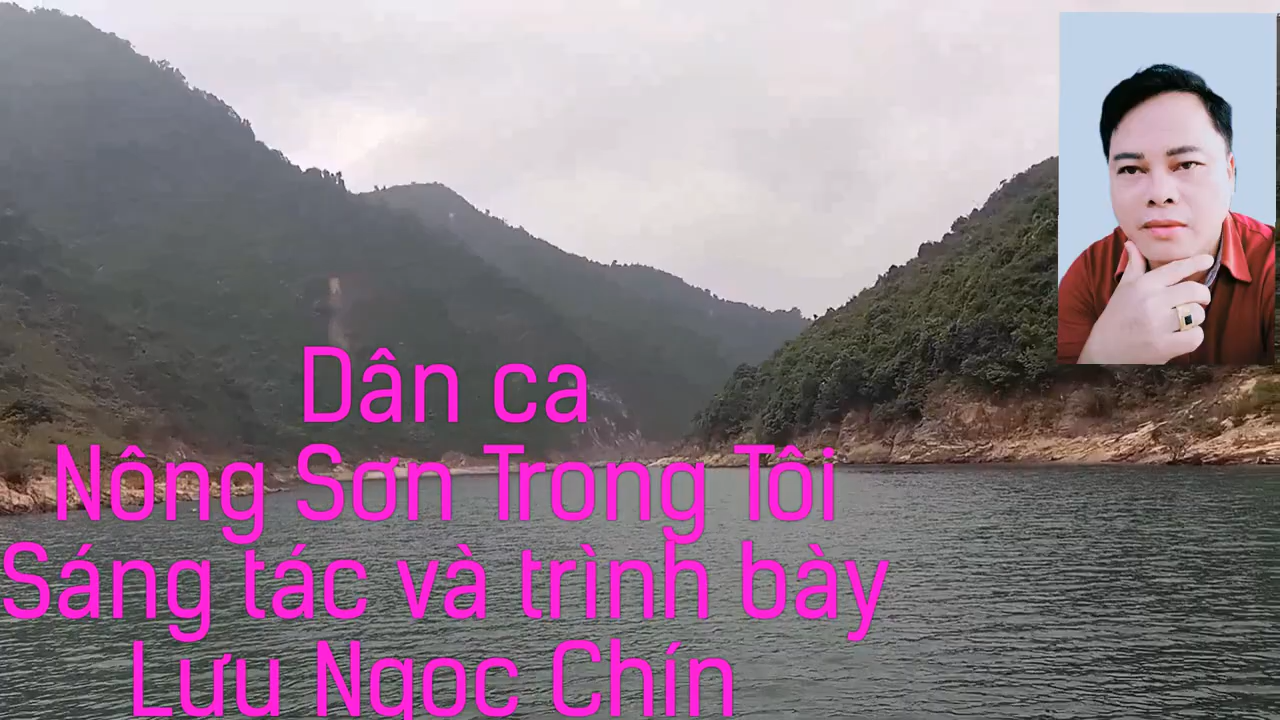 Dân ca
Nông Sơn Trong Tôi
Sáng tác và trình bày
Lưu Ngọc Chín